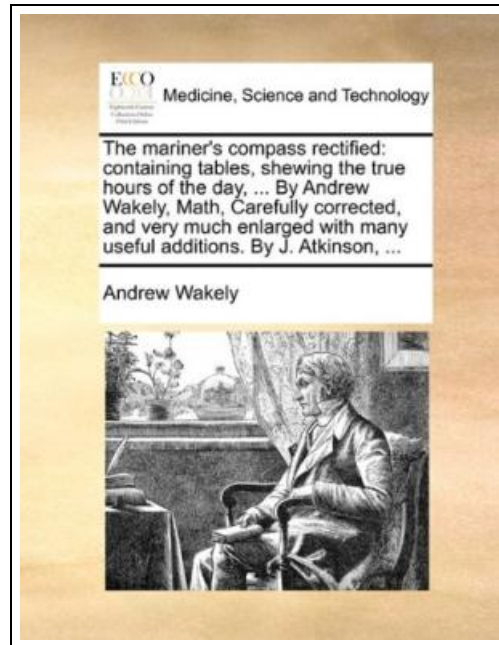 ECCO
Medicine, Science and Technology
The mariner's compass rectified:
containing tables, shewing the true
hours of the day, ... By Andrew
Wakely, Math, Carefully corrected,
and very much enlarged with many
useful additions. By J. Atkinson, ...
Andrew Wakely